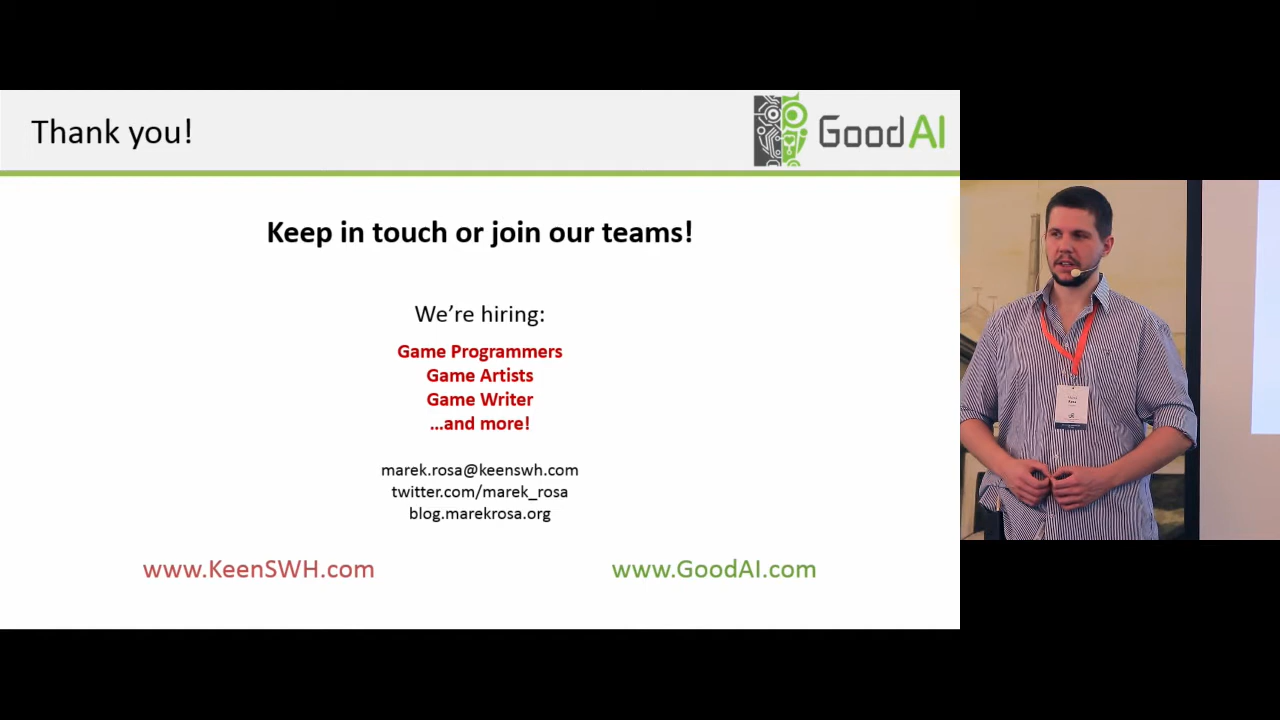 Thank you!
GoodAI
Keep in touch or join our teams!
We're hiring:
Game Programmers
Game Artists
Game Writer
...and more!
marek.rosa@keenswh.com
twitter.com/marek_rosa
blog.marekrosa.org
www.KeenSWH.com
www.GoodAI.com